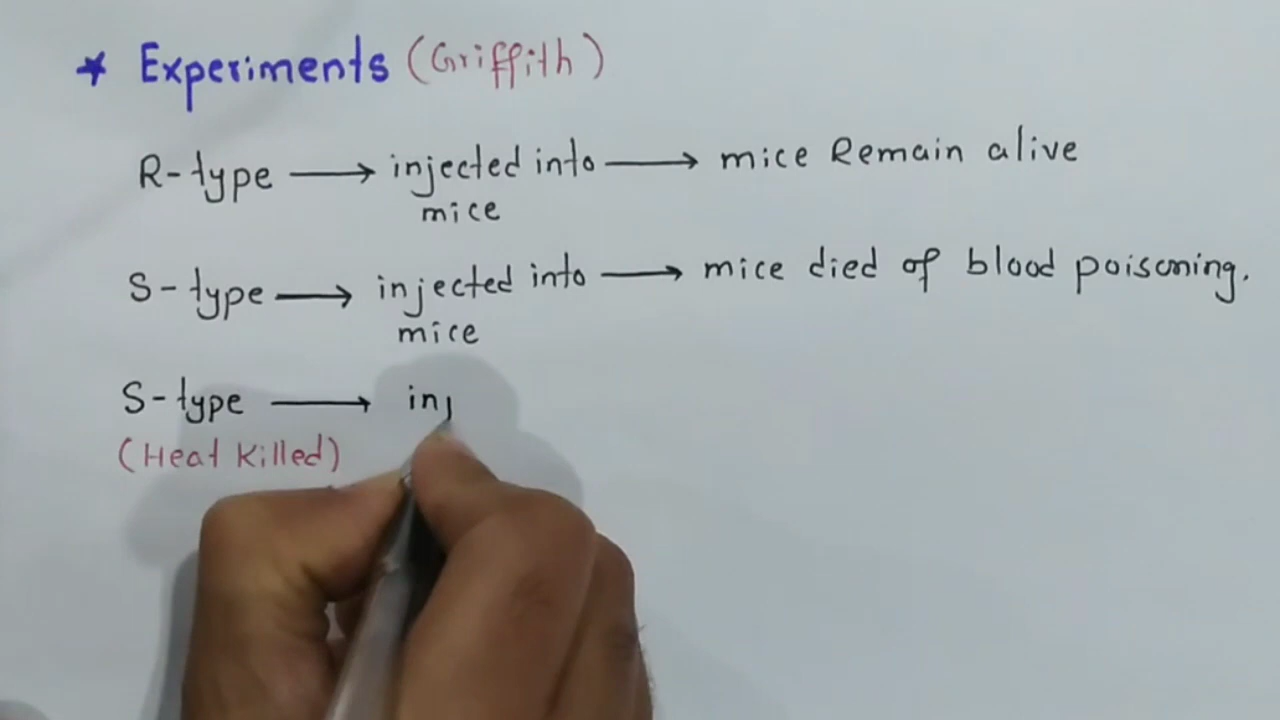 * Experiments (Griffith)
R-type → injected into → mice Remain alive
mice
S-type → injected into → mice died of blood poisoning.
mice
S-type → inj
(Heat Killed)